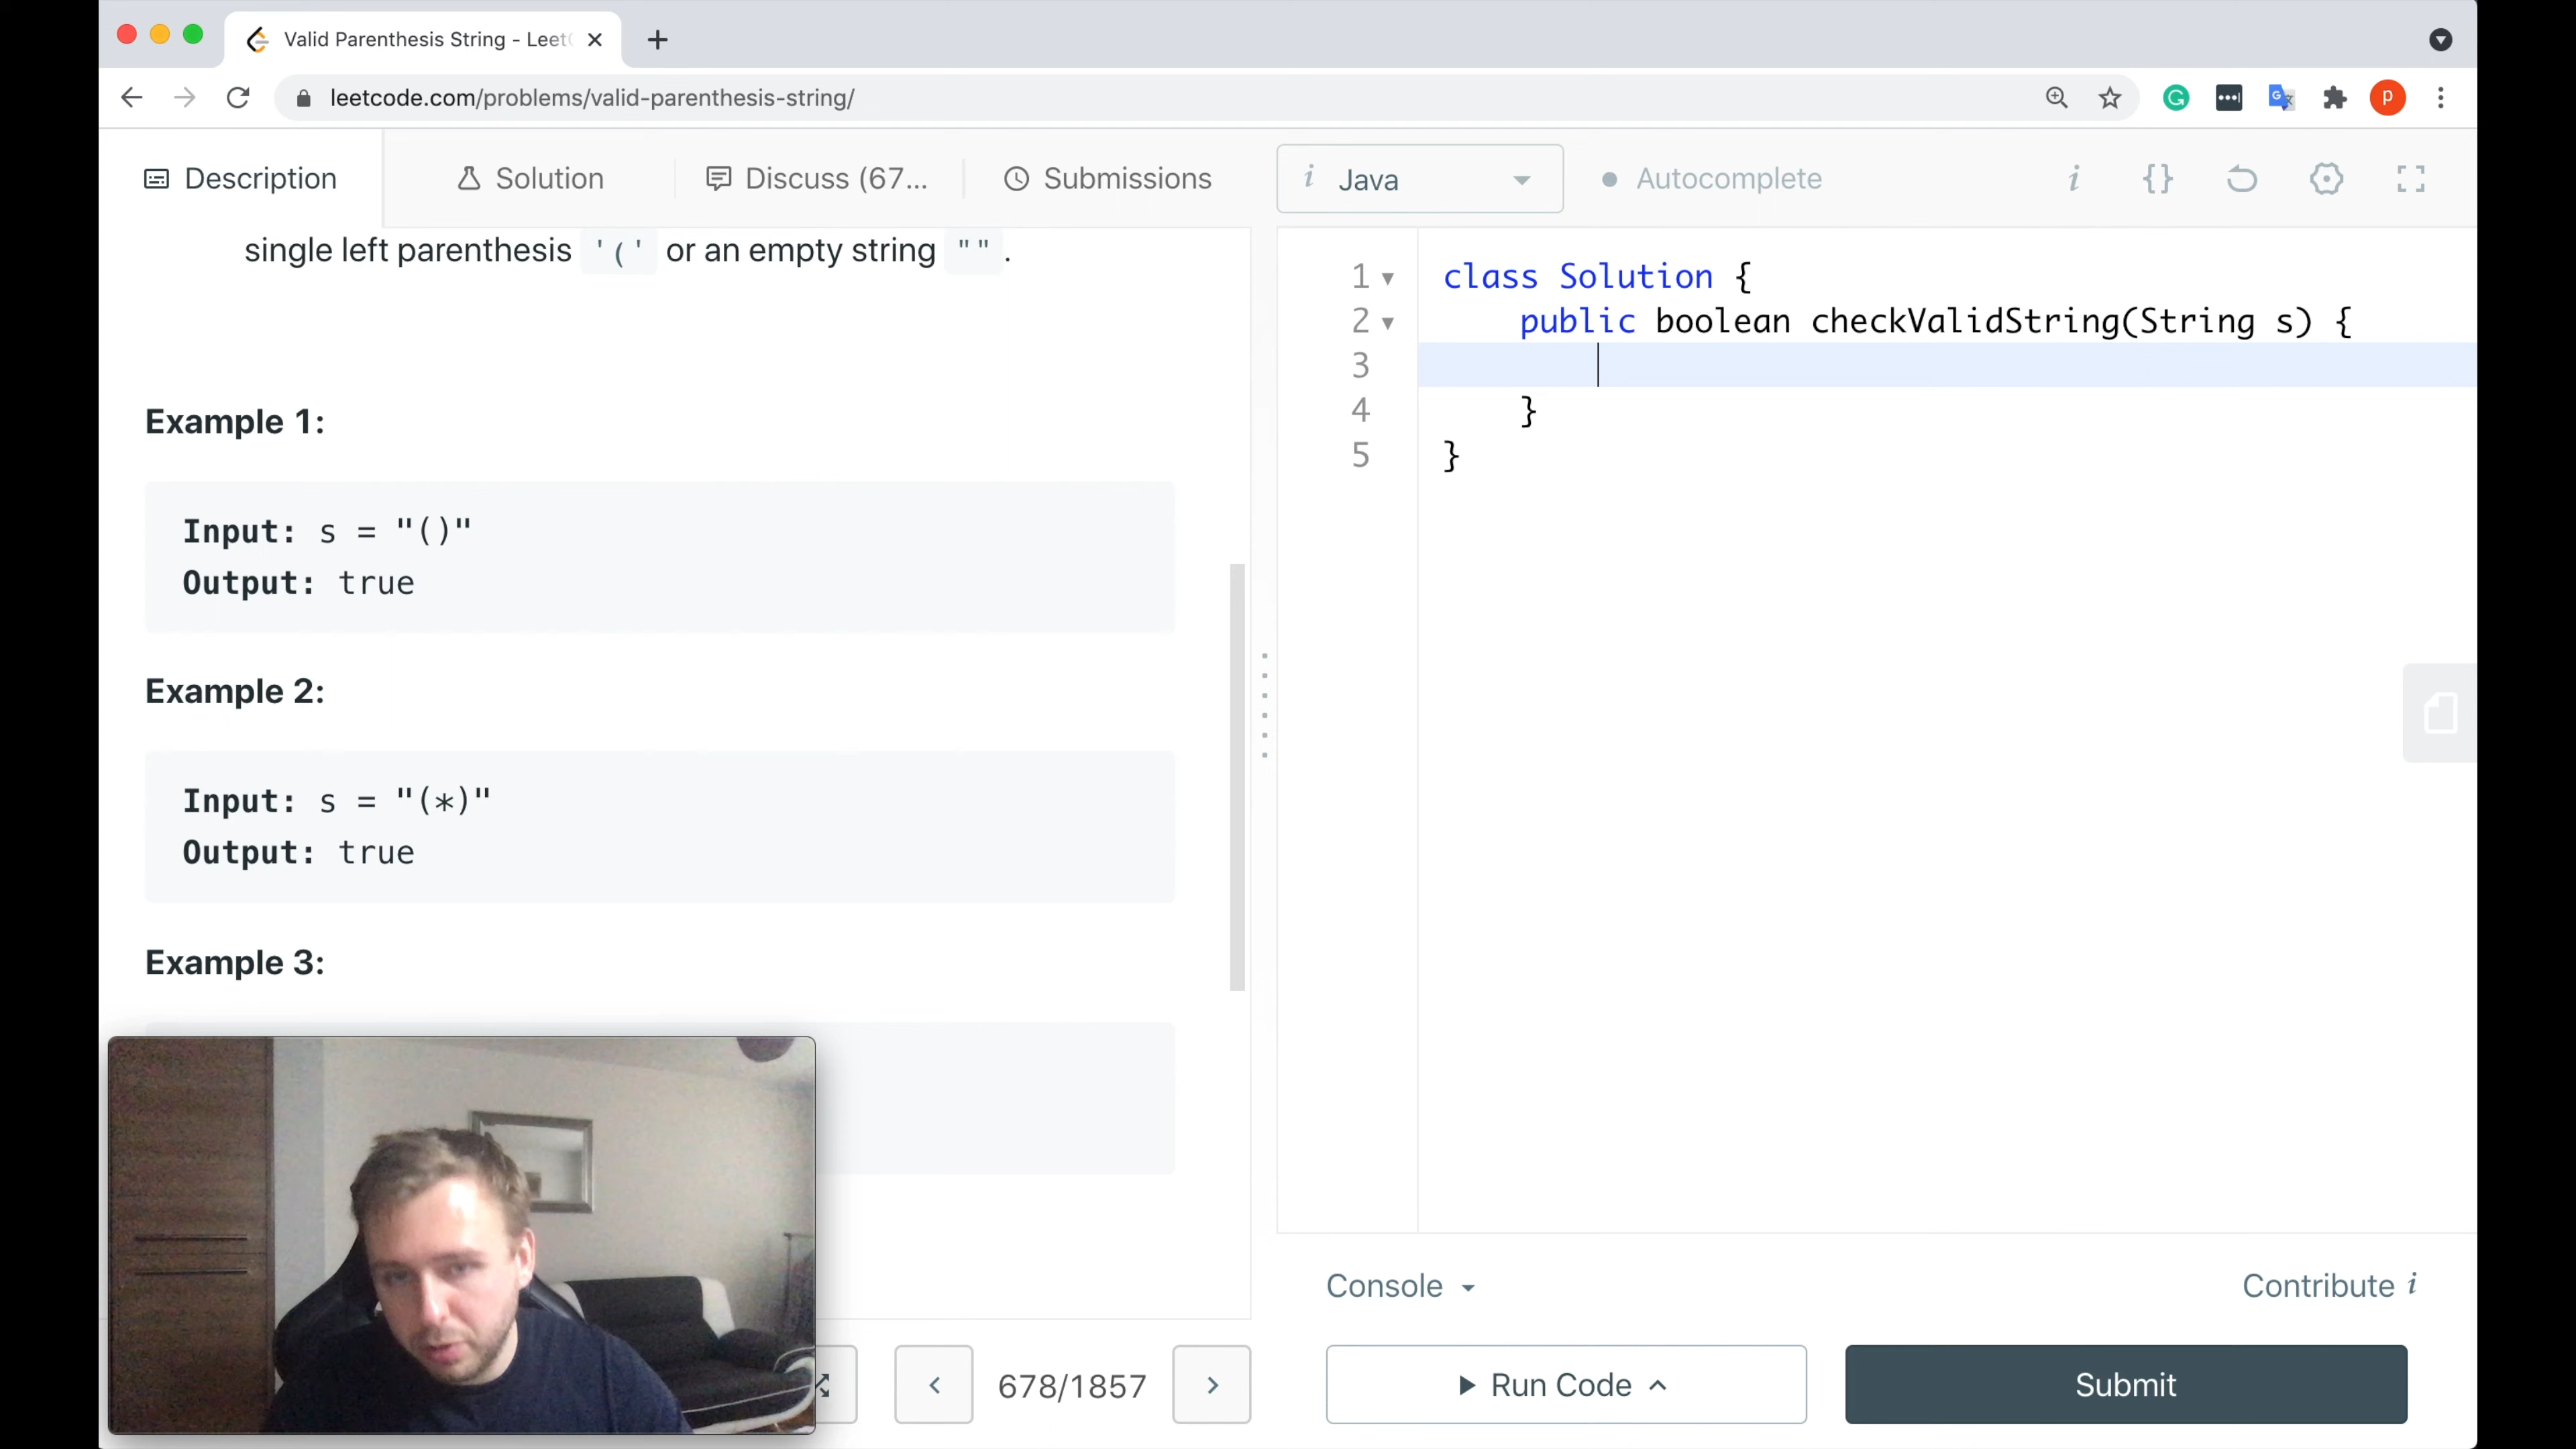 Valid Parenthesis String - Leet
leetcode.com/problems/valid-parenthesis-string/
P
Description
Solution
Discuss (67...
Submissions
i Java
Autocomplete
i {}
single left parenthesis '(' or an empty string "".
Example 1:
Input: s = "()"
Output: true
Example 2:
Input: s = "(*)"
Output: true
Example 3:
1 class Solution {
2 public boolean checkValidString(String s) {
3
4 }
5 }
Console
Contribute i
678/1857
Run Code
Submit